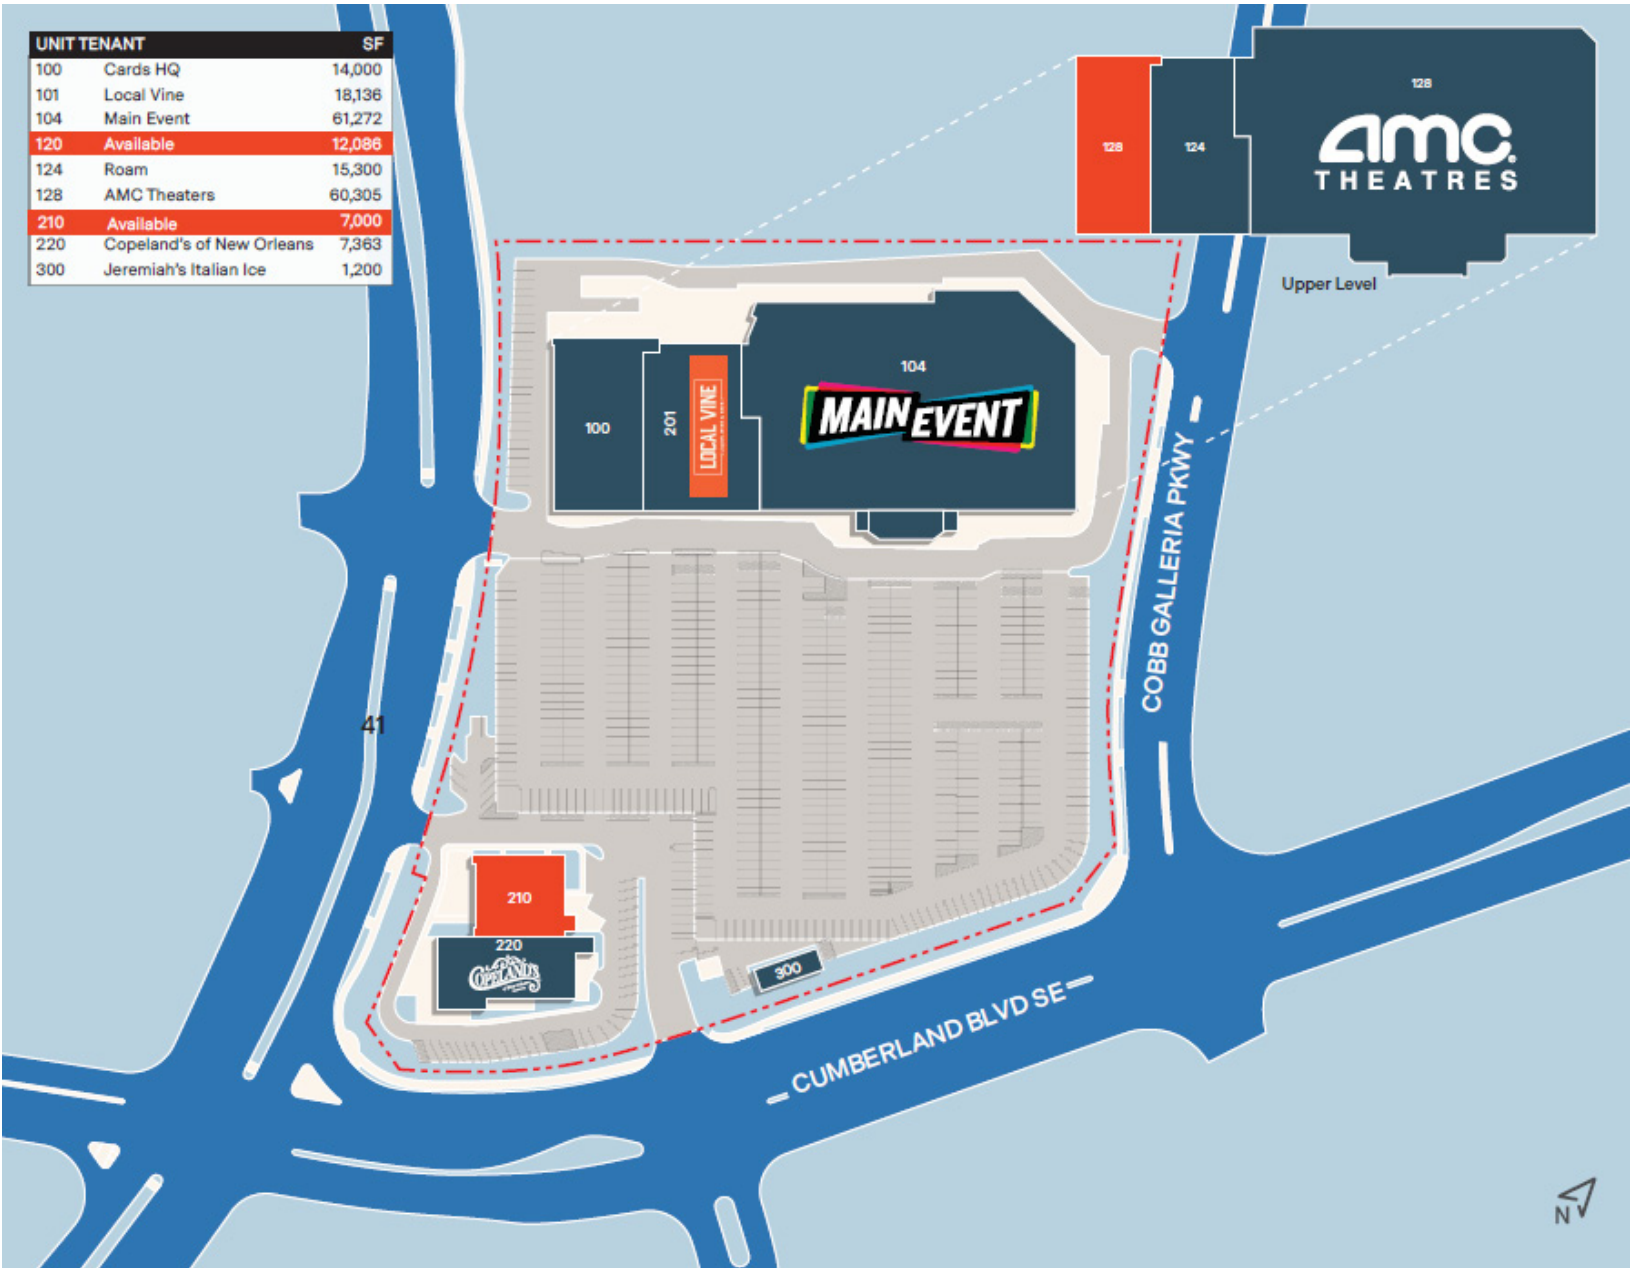 UNIT TENANT SF
100 Cards HQ 14,000
101 Local Vine 18,136
104 Main Event 61,272
120 Available 12,086
124 Roam 15,300
128 AMC Theaters 60,305
210 Available 7,000
220 Copeland's of New Orleans 7,363
300 Jeremiah's Italian Ice 1,200
128
124
128
amc
THEATRES
Upper Level
100
201
LOCAL VINE
104
MAIN EVENT
COBB GALLERIA PKWY
41
210
220
COPELAND'S
300
CUMBERLAND BLVD SE
N